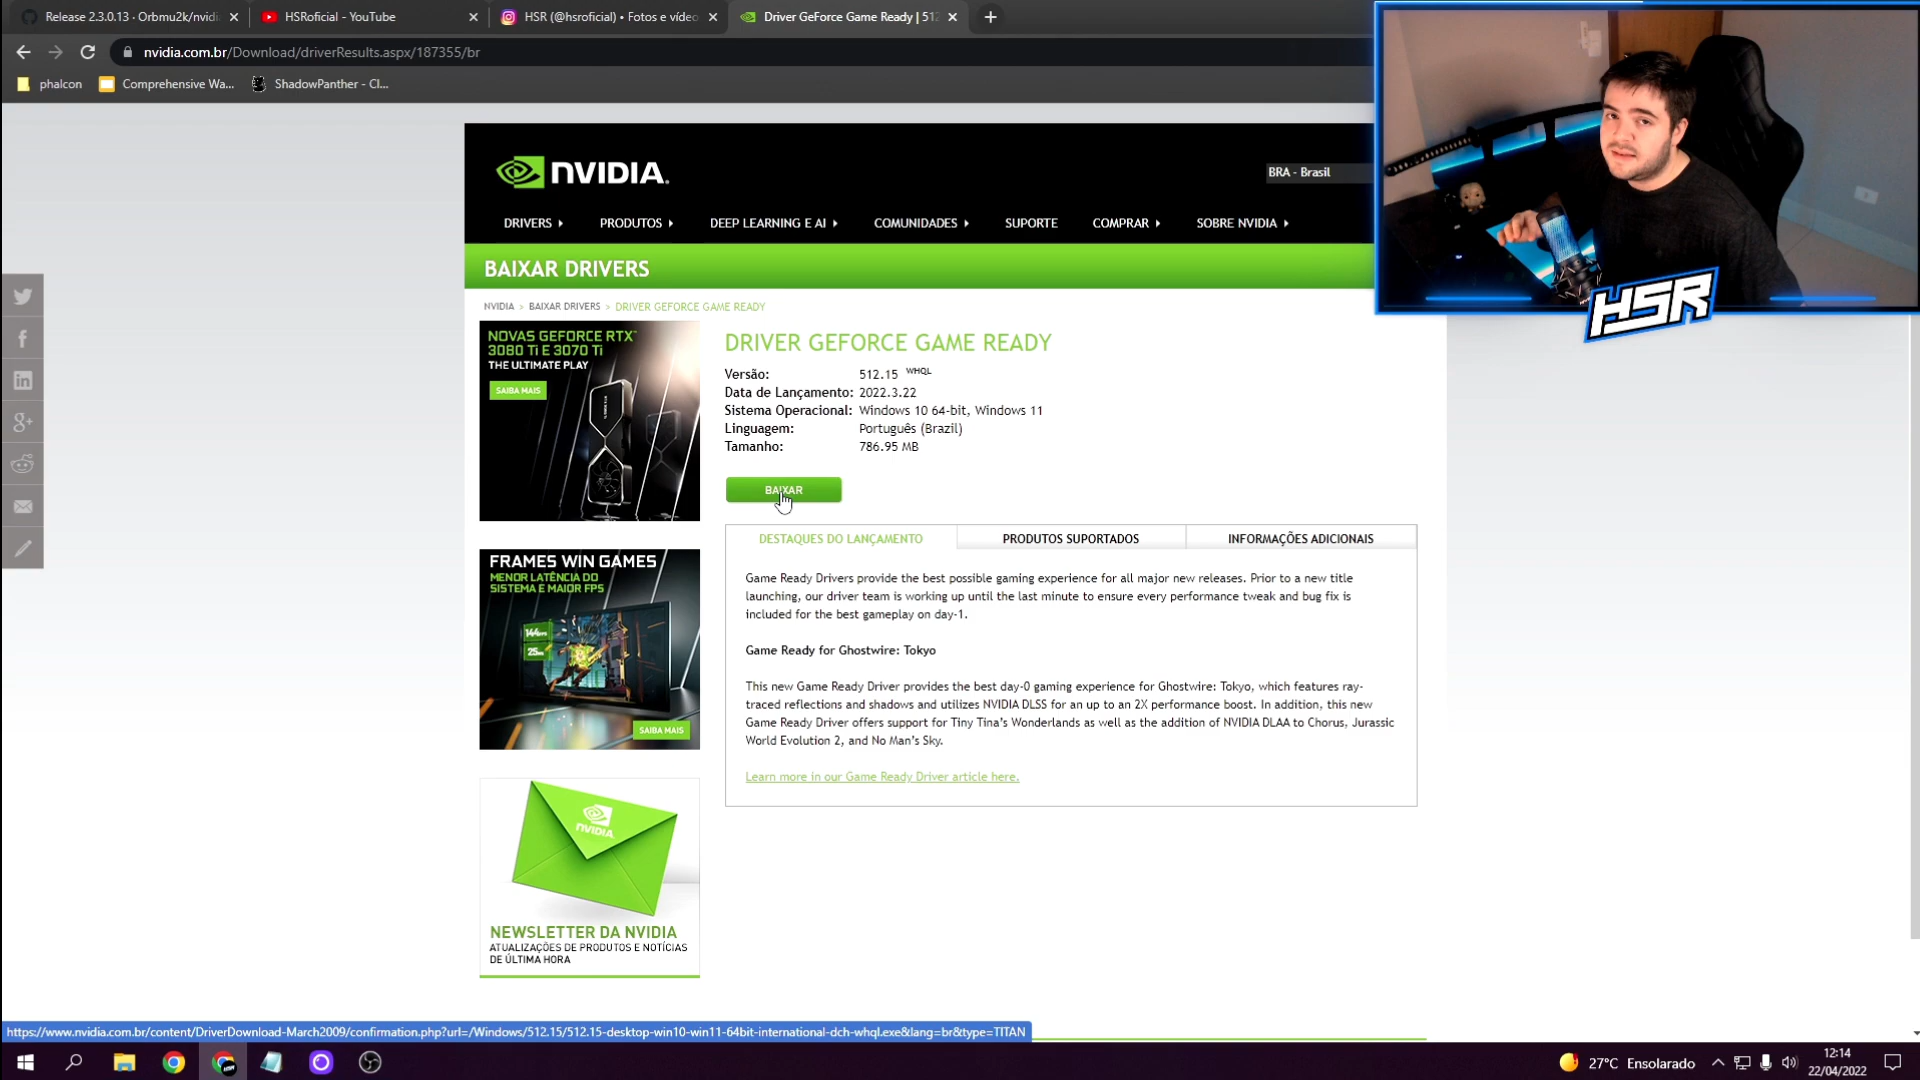 Release 2.3.0.13 · Orbmu2k/nvidi
HSRoficial - YouTube
HSR (@hsroficial) • Fotos e vídeo
Driver GeForce Game Ready | 512
nvidia.com.br/Download/driverResults.aspx/187355/br
phalcon
Comprehensive Wa...
ShadowPanther - Cl...
NVIDIA.
BRA - Brasil
DRIVERS
PRODUTOS
DEEP LEARNING E AI
COMUNIDADES
SUPORTE
COMPRAR
SOBRE NVIDIA
HSR
BAIXAR DRIVERS
NVIDIA > BAIXAR DRIVERS > DRIVER GEFORCE GAME READY
NOVAS GEFORCE RTX™
3080 Ti E 3070 Ti
THE ULTIMATE PLAY
SAIBA MAIS
DRIVER GEFORCE GAME READY
Versão: 512.15 WHQL
Data de Lançamento: 2022.3.22
Sistema Operacional: Windows 10 64-bit, Windows 11
Linguagem: Português (Brazil)
Tamanho: 786.95 MB
BAIXAR
DESTAQUES DO LANÇAMENTO
PRODUTOS SUPORTADOS
INFORMAÇÕES ADICIONAIS
Game Ready Drivers provide the best possible gaming experience for all major new releases. Prior to a new title
launching, our driver team is working up until the last minute to ensure every performance tweak and bug fix is
included for the best gameplay on day-1.
Game Ready for Ghostwire: Tokyo
This new Game Ready Driver provides the best day-0 gaming experience for Ghostwire: Tokyo, which features ray-
traced reflections and shadows and utilizes NVIDIA DLSS for an up to an 2X performance boost. In addition, this new
Game Ready Driver offers support for Tiny Tina's Wonderlands as well as the addition of NVIDIA DLAA to Chorus, Jurassic
World Evolution 2, and No Man's Sky.
Learn more in our Game Ready Driver article here.
FRAMES WIN GAMES
MENOR LATÊNCIA DO
SISTEMA E MAIOR FPS
144FPS
25ms
SAIBA MAIS
NVIDIA.
NEWSLETTER DA NVIDIA
ATUALIZAÇÕES DE PRODUTOS E NOTÍCIAS
DE ÚLTIMA HORA
https://www.nvidia.com.br/content/DriverDownload-March2009/confirmation.php?url=/Windows/512.15/512.15-desktop-win10-win11-64bit-international-dch-whql.exe&lang=br&type=TITAN
27°C Ensolarado
12:14
22/04/2022